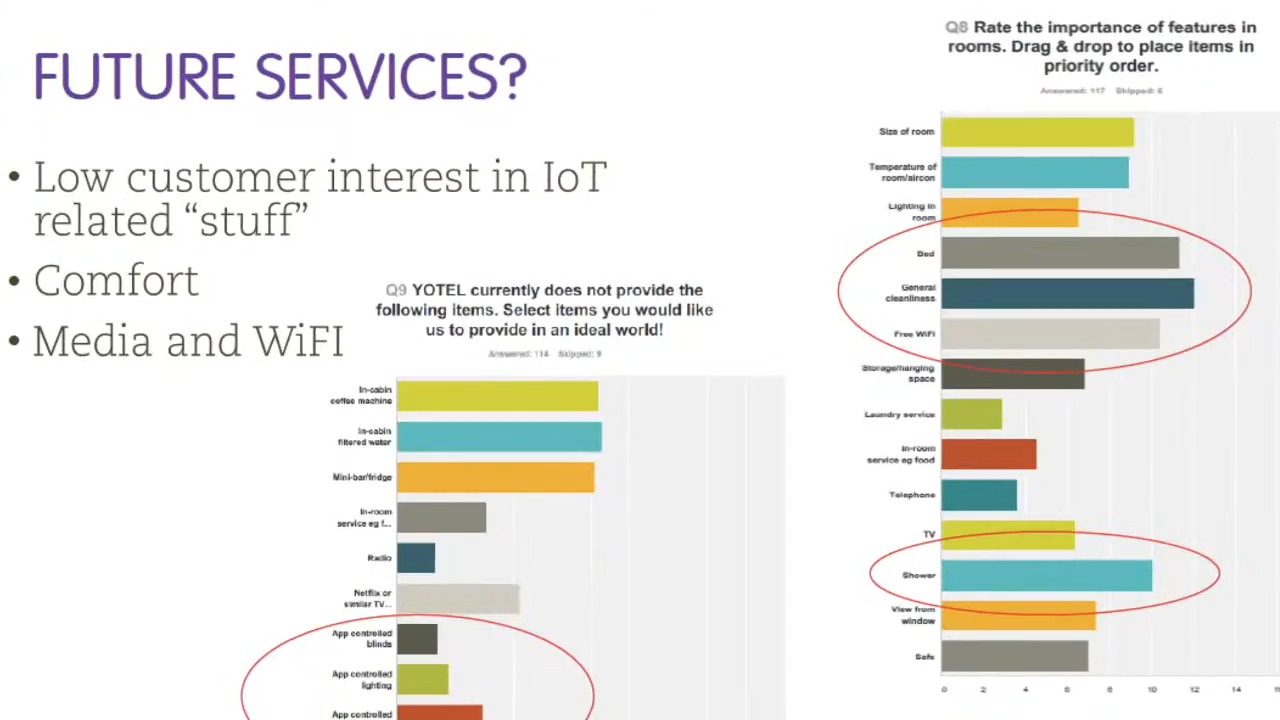 FUTURE SERVICES?
• Low customer interest in IoT
related “stuff”
• Comfort
• Media and WiFI
Q9 YOTEL currently does not provide the
following items. Select items you would like
us to provide in an ideal world!
Answered: 114 Skipped: 9
In-cabin
coffee machine
In-cabin
filtered water
Mini-bar/fridge
In-room
service eg f...
Radio
Netflix or
similar TV...
App controlled
blinds
App controlled
lighting
App controlled
Q8 Rate the importance of features in
rooms. Drag & drop to place items in
priority order.
Answered: 117 Skipped: 6
Size of room
Temperature of
room/aircon
Lighting in
room
Bed
General
cleanliness
Free WiFi
Storage/hanging
space
Laundry service
In-room
service eg food
Telephone
TV
Shower
View from
window
Safe
0 2 4 6 8 10 12 14